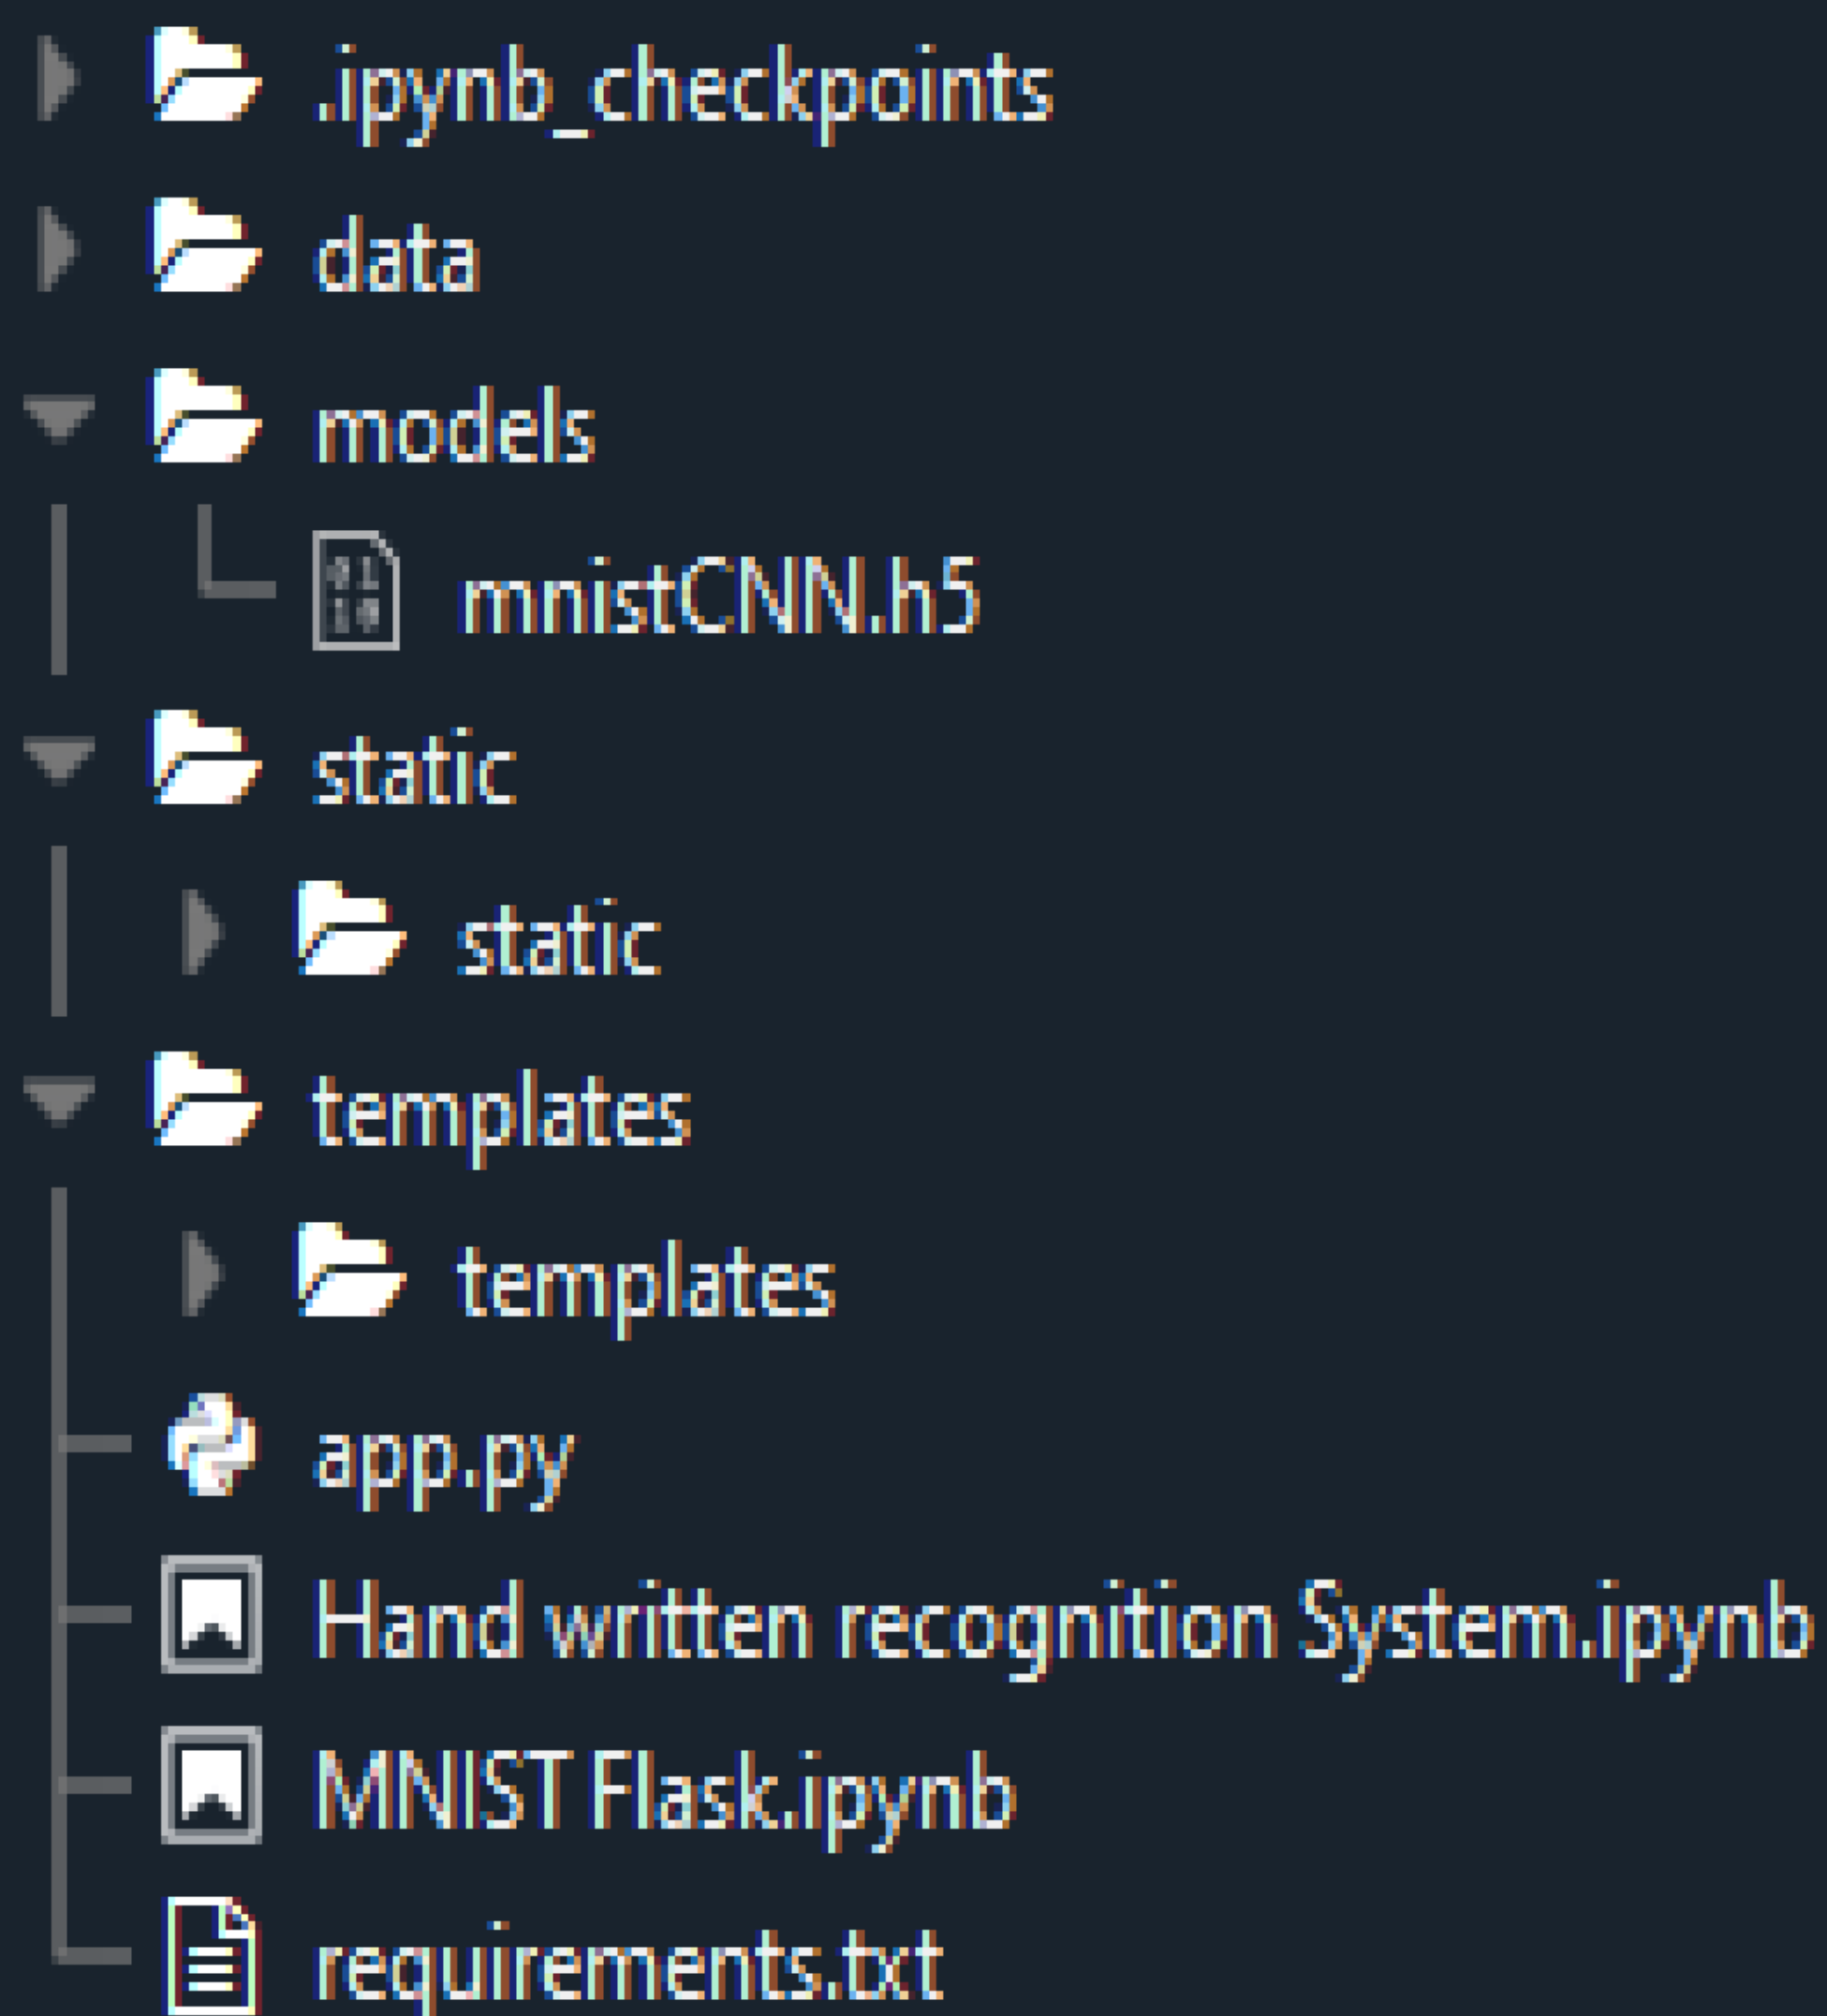 .ipynb_checkpoints
data
models
mnistCNN.h5
static
static
templates
templates
app.py
Hand written recognition System.ipynb
MNIST Flask.ipynb
requirements.txt